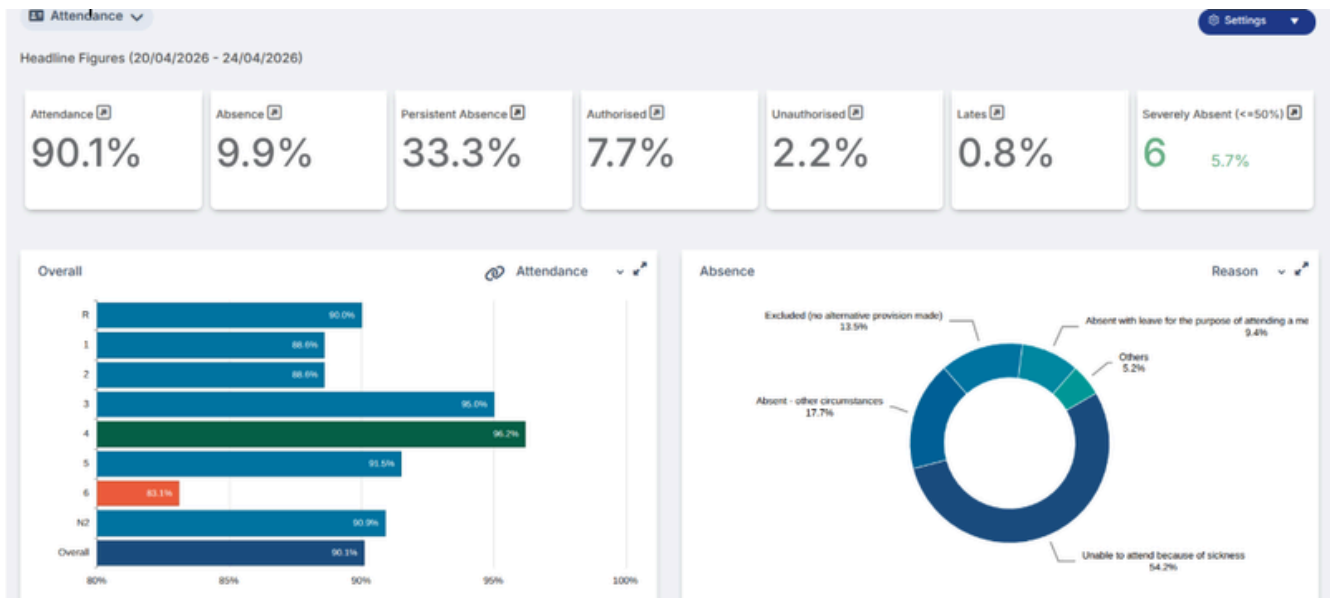 Attendance
Settings
Headline Figures (20/04/2026 - 24/04/2026)
Attendance
90.1%
Absence
9.9%
Persistent Absence
33.3%
Authorised
7.7%
Unauthorised
2.2%
Lates
0.8%
Severely Absent (<=50%)
6 5.7%
Overall
Attendance
R 90.0%
1 88.6%
2 88.6%
3 95.0%
4 96.2%
5 91.5%
6 83.1%
N2 90.9%
Overall 90.1%
80% 85% 90% 95% 100%
Absence
Reason
Excluded (no alternative provision made)
13.5%
Absent with leave for the purpose of attending a me
9.4%
Others
5.2%
Absent - other circumstances
17.7%
Unable to attend because of sickness
54.2%